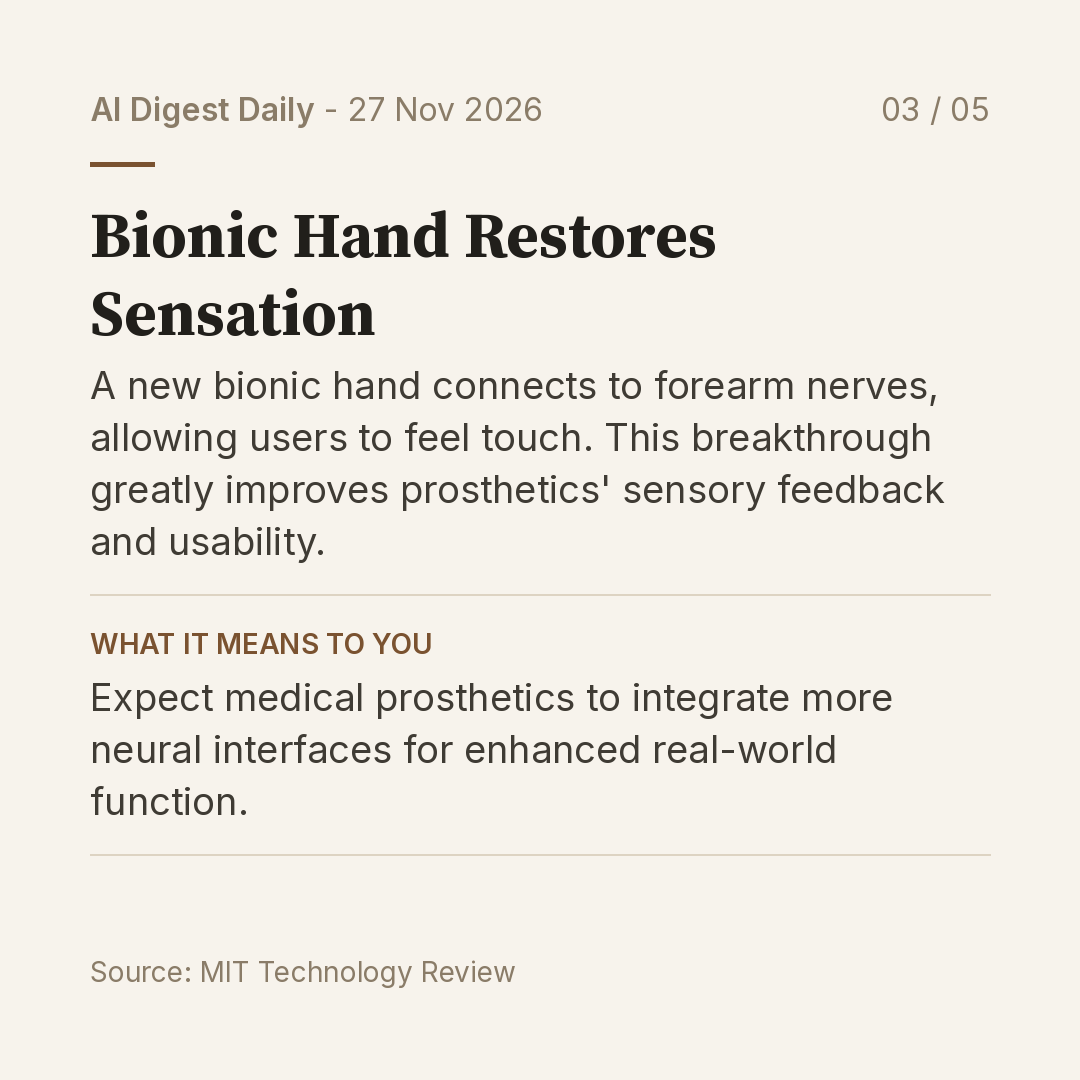 AI Digest Daily - 27 Nov 2026
03 / 05
Bionic Hand Restores
Sensation
A new bionic hand connects to forearm nerves,
allowing users to feel touch. This breakthrough
greatly improves prosthetics' sensory feedback
and usability.
WHAT IT MEANS TO YOU
Expect medical prosthetics to integrate more
neural interfaces for enhanced real-world
function.
Source: MIT Technology Review